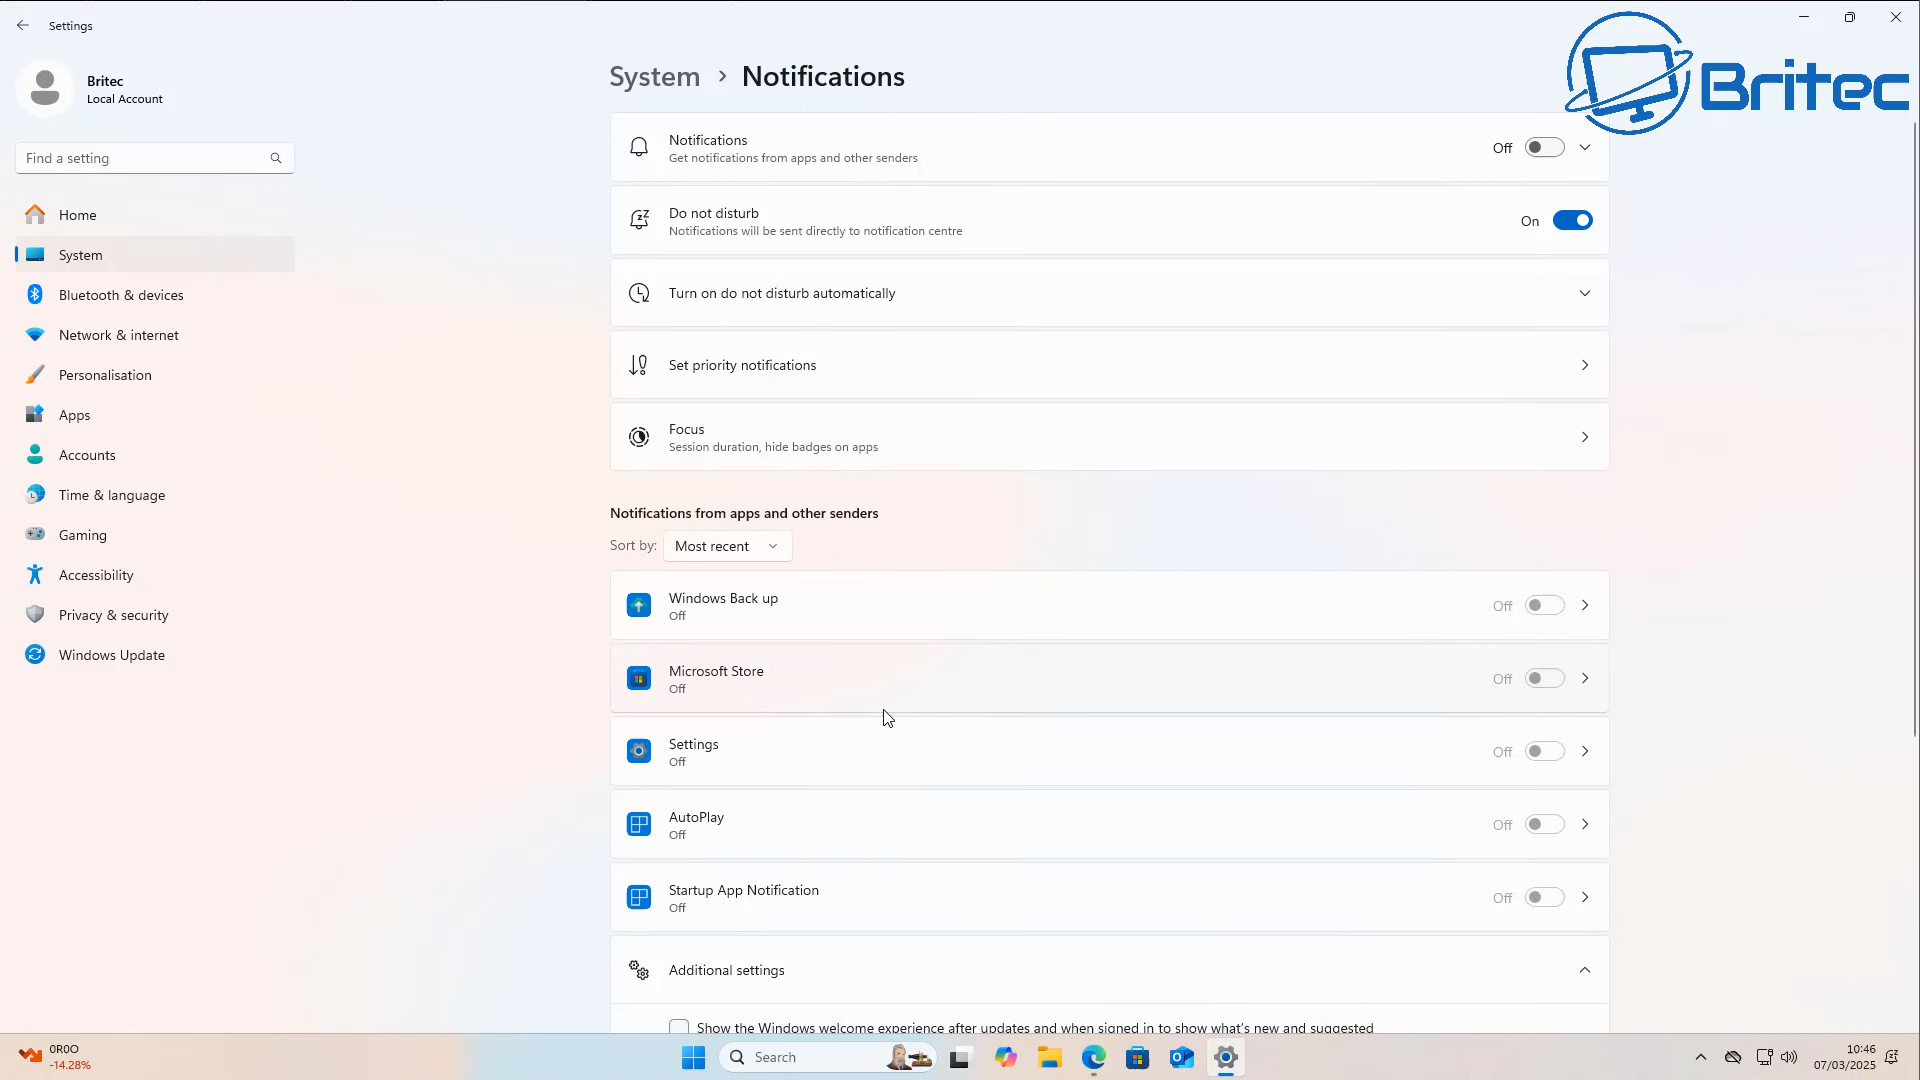 Settings
Britec
Local Account
Find a setting
Home
System
Bluetooth & devices
Network & internet
Personalisation
Apps
Accounts
Time & language
Gaming
Accessibility
Privacy & security
Windows Update
System > Notifications
Britec
Notifications
Get notifications from apps and other senders
Off
Do not disturb
Notifications will be sent directly to notification centre
On
Turn on do not disturb automatically
Set priority notifications
Focus
Session duration, hide badges on apps
Notifications from apps and other senders
Sort by: Most recent
Windows Back up
Off
Off
Microsoft Store
Off
Off
Settings
Off
Off
AutoPlay
Off
Off
Startup App Notification
Off
Off
Additional settings
Show the Windows welcome experience after updates and when signed in to show what's new and suggested
0R0O
-14.28%
Search
10:46
07/03/2025